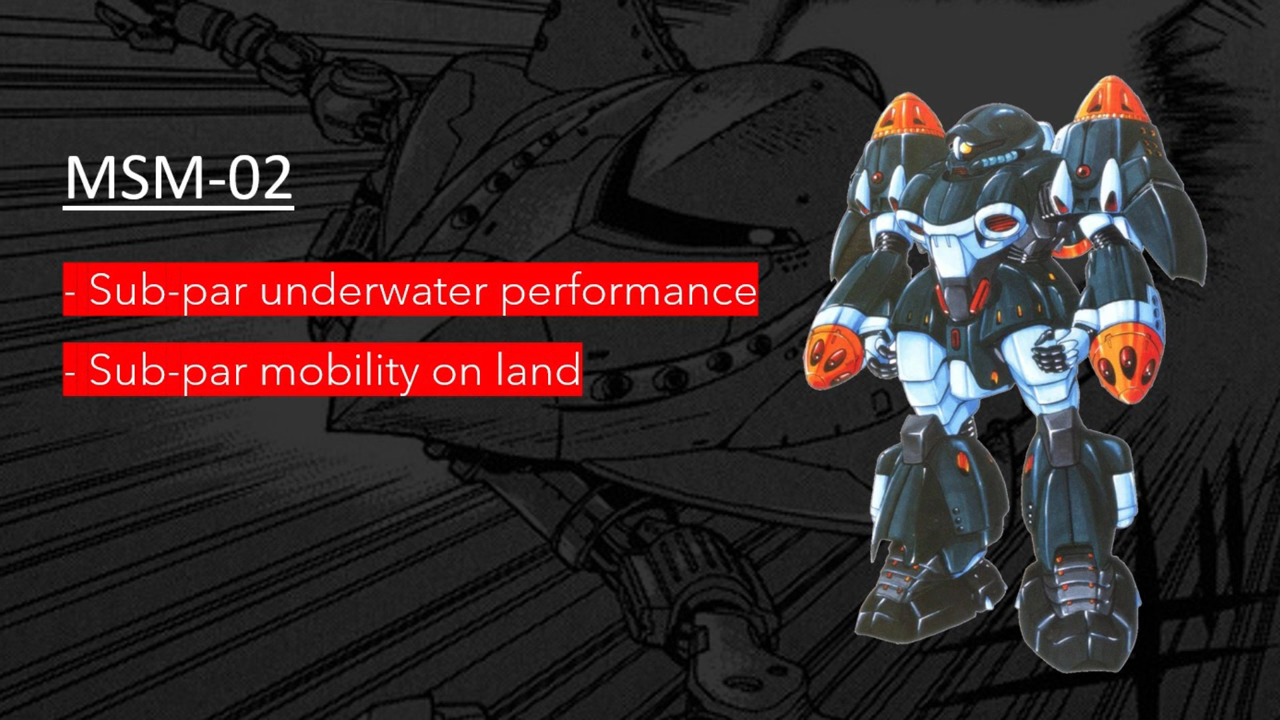 MSM-02
- Sub-par underwater performance
- Sub-par mobility on land